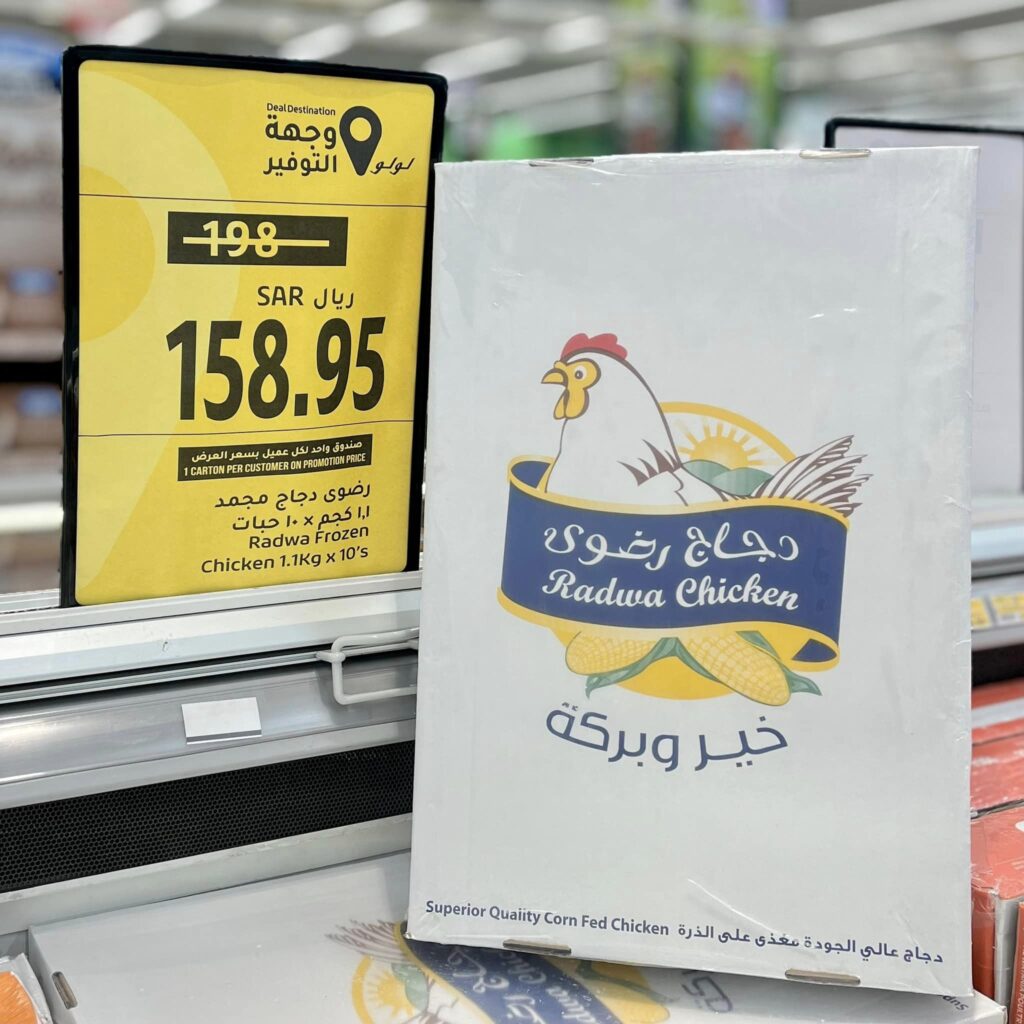 Deal Destination
وجهة
التوفير
لولو
198
SAR ريال
158.95
صندوق واحد لكل عميل بسعر العرض
1 CARTON PER CUSTOMER ON PROMOTION PRICE
رضوى دجاج مجمد
١,١ كجم × ١٠ حبات
Radwa Frozen
Chicken 1.1Kg x 10's
دجاج رضوى
Radwa Chicken
خير وبركة
Superior Quality Corn Fed Chicken دجاج عالي الجودة مغذى على الذرة